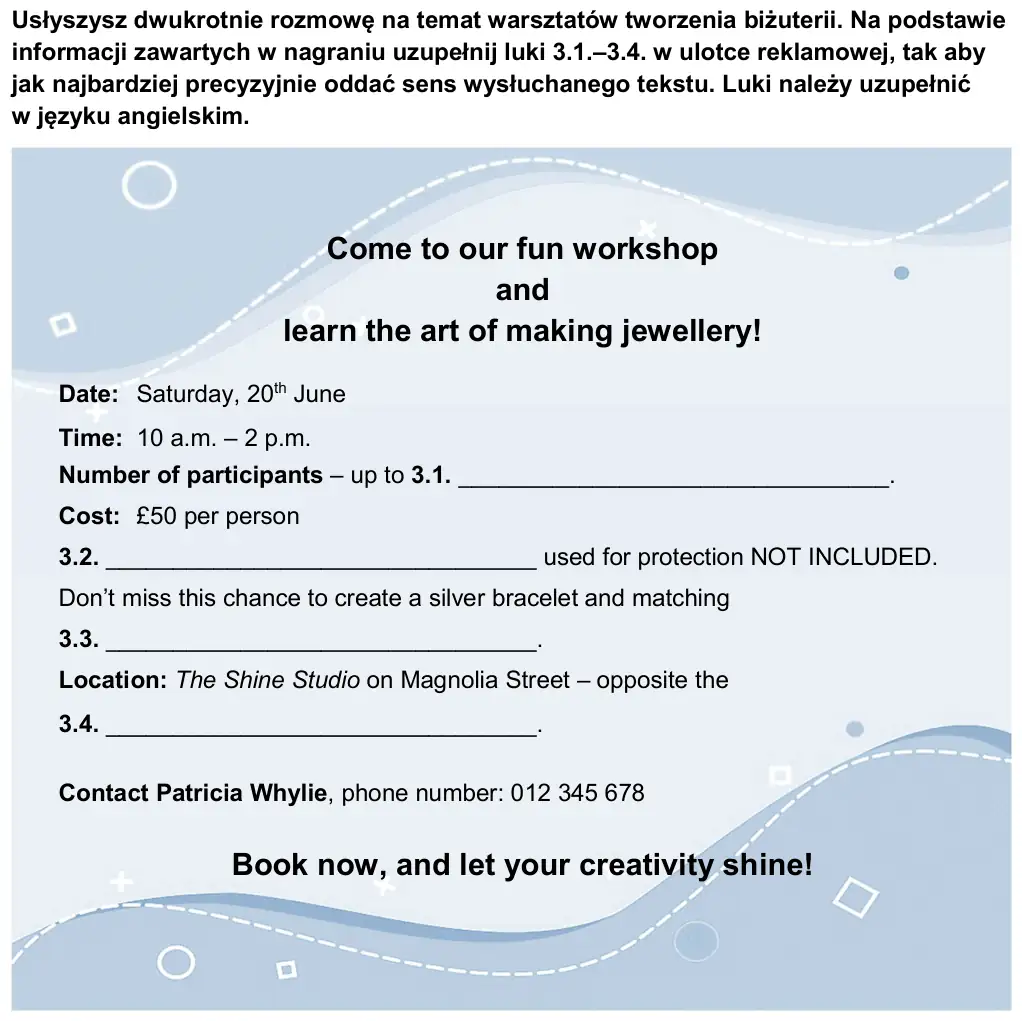 Usłyszysz dwukrotnie rozmowę na temat warsztatów tworzenia biżuterii. Na podstawie
informacji zawartych w nagraniu uzupełnij luki 3.1.–3.4. w ulotce reklamowej, tak aby
jak najbardziej precyzyjnie oddać sens wysłuchanego tekstu. Luki należy uzupełnić
w języku angielskim.
Come to our fun workshop
and
learn the art of making jewellery!
Date: Saturday, 20th June
Time: 10 a.m. – 2 p.m.
Number of participants – up to 3.1. ________________________________.
Cost: £50 per person
3.2. ________________________________ used for protection NOT INCLUDED.
Don’t miss this chance to create a silver bracelet and matching
3.3. ________________________________.
Location: The Shine Studio on Magnolia Street – opposite the
3.4. ________________________________.
Contact Patricia Whylie, phone number: 012 345 678
Book now, and let your creativity shine!